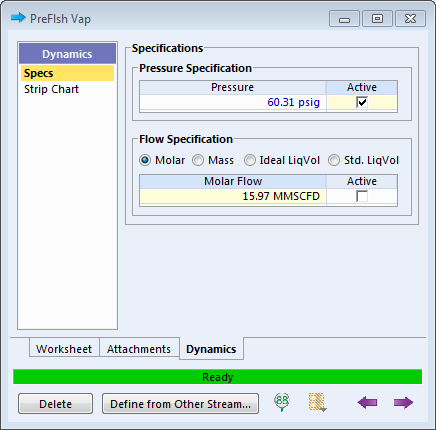 PreFlsh Vap
Dynamics
Specs
Strip Chart
Specifications
Pressure Specification
Pressure Active
60.31 psig
Flow Specification
Molar Mass Ideal LiqVol Std. LiqVol
Molar Flow Active
15.97 MMSCFD
Worksheet Attachments Dynamics
Ready
Delete Define from Other Stream...